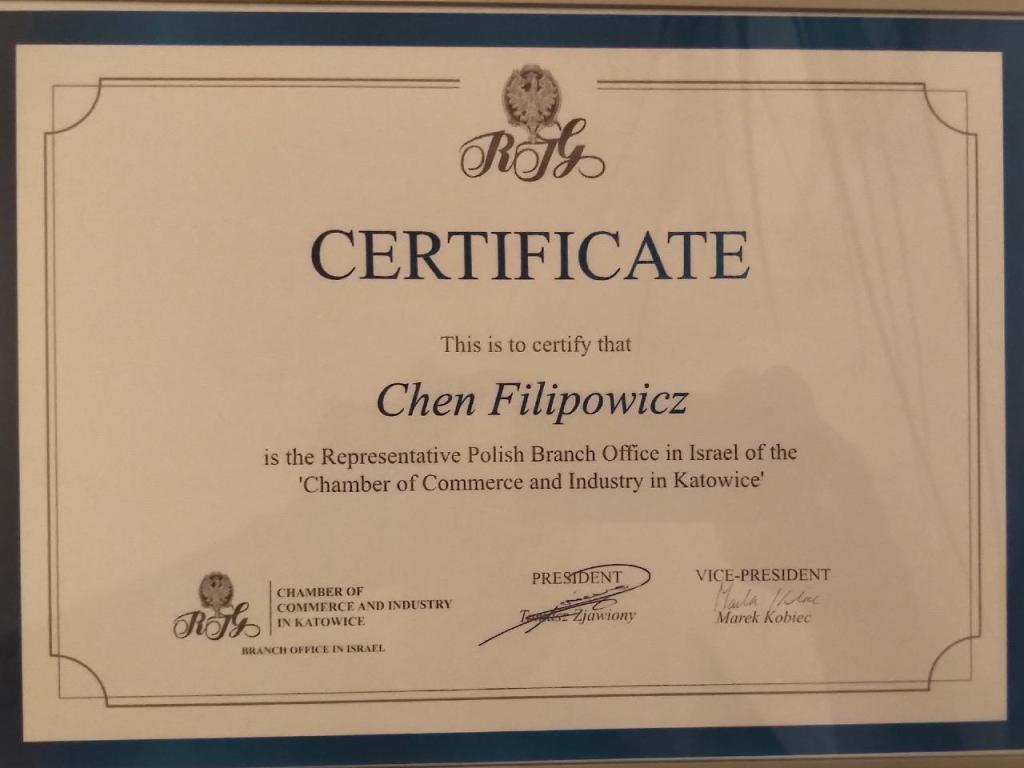 RJG
CERTIFICATE
This is to certify that
Chen Filipowicz
is the Representative Polish Branch Office in Israel of the
'Chamber of Commerce and Industry in Katowice'
RJG
CHAMBER OF
COMMERCE AND INDUSTRY
IN KATOWICE
BRANCH OFFICE IN ISRAEL
PRESIDENT
Tomasz Zjawiony
VICE-PRESIDENT
Marek Kobiec